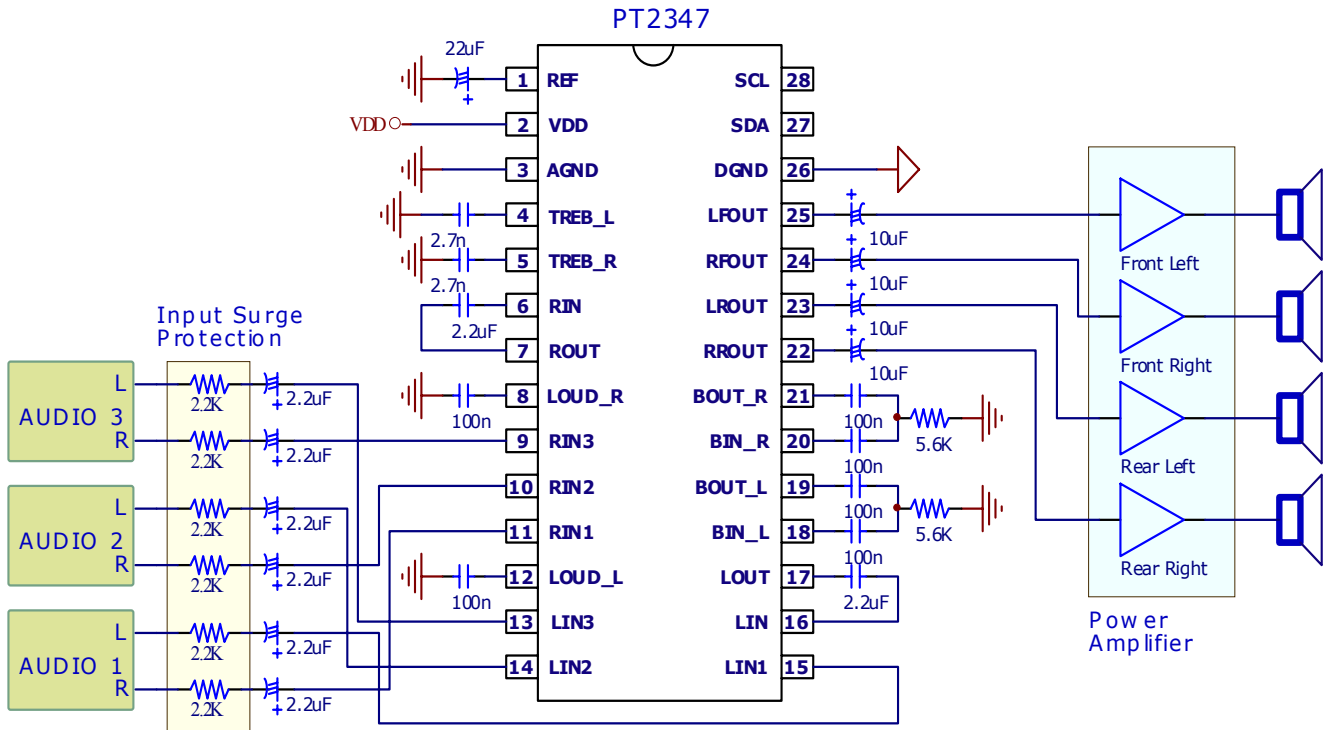 PT2347
22uF
+
1 REF
SCL 28
VDD
2 VDD
SDA 27
3 AGND
DGND 26
+
4 TREB_L
LFOUT 25
2.7n
+
10uF
5 TREB_R
RFOUT 24
Front Left
2.7n
+
10uF
6 RIN
LROUT 23
2.2uF
+
10uF
7 ROUT
RROUT 22
Front Right
10uF
Input Surge
Protection
AUDIO 3
L
R
2.2K
+
2.2uF
2.2K
+
2.2uF
8 LOUD_R
100n
BOUT_R 21
100n
9 RIN3
BIN_R 20
100n
5.6K
Rear Left
AUDIO 2
L
R
2.2K
+
2.2uF
2.2K
+
2.2uF
10 RIN2
BOUT_L 19
100n
11 RIN1
BIN_L 18
100n
5.6K
12 LOUD_L
100n
LOUT 17
2.2uF
Rear Right
13 LIN3
LIN 16
AUDIO 1
L
R
2.2K
+
2.2uF
2.2K
+
2.2uF
14 LIN2
LIN1 15
Power
Amplifier